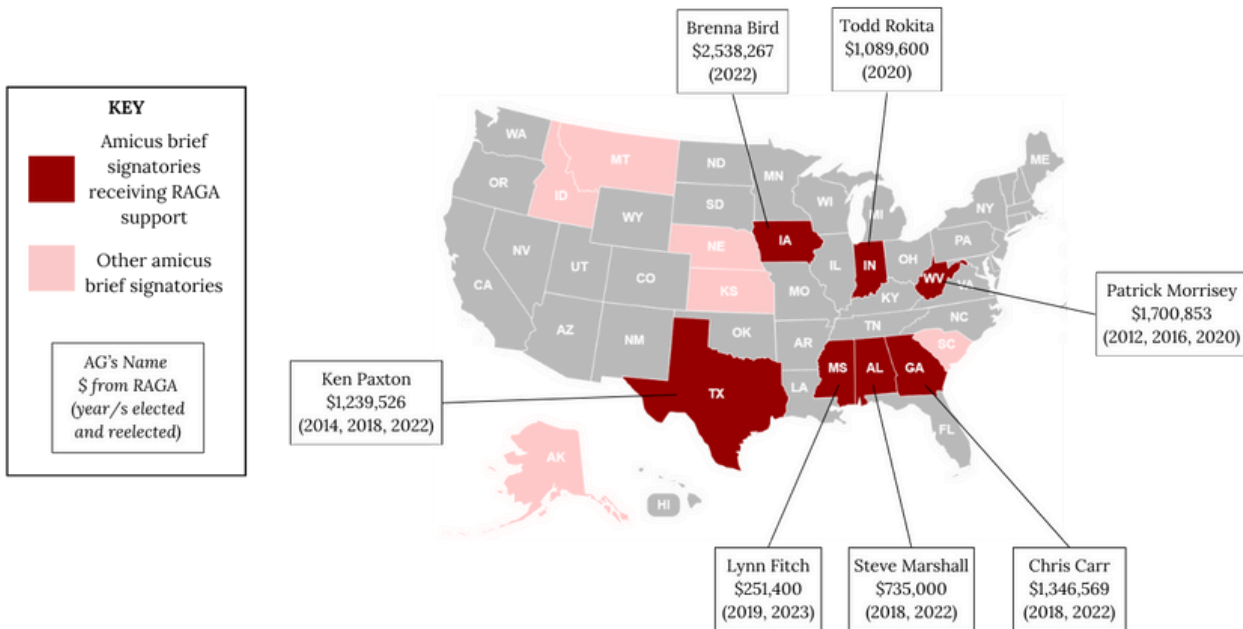 Brenna Bird
$2,538,267
(2022)
Todd Rokita
$1,089,600
(2020)
KEY
Amicus brief
signatories
receiving RAGA
support
Other amicus
brief signatories
AG's Name
$ from RAGA
(year/s elected
and reelected)
WA
MT
ND
MN
ME
OR
ID
SD
WI
MI
NY
WY
IA
PA
NE
NV
UT
CO
IL
IN
OH
WV
VA
CA
KS
MO
KY
Patrick Morrisey
$1,700,853
(2012, 2016, 2020)
NC
TN
AZ
NM
OK
AR
SC
MS
AL
GA
TX
LA
Ken Paxton
$1,239,526
(2014, 2018, 2022)
FL
AK
HI
Lynn Fitch
$251,400
(2019, 2023)
Steve Marshall
$735,000
(2018, 2022)
Chris Carr
$1,346,569
(2018, 2022)